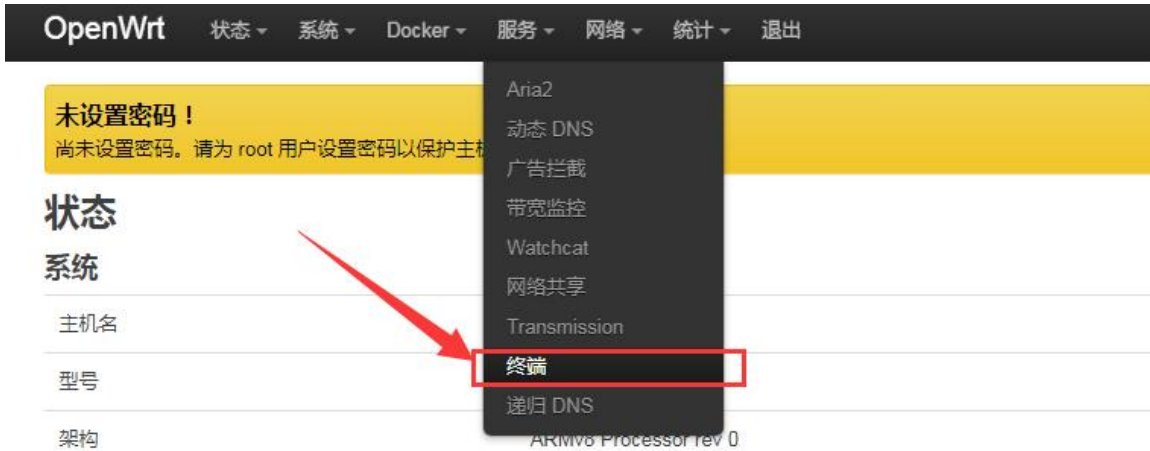 OpenWrt 状态 系统 Docker 服务 网络 统计 退出
Aria2
动态 DNS
广告拦截
带宽监控
Watchcat
网络共享
Transmission
终端
递归 DNS
未设置密码！
尚未设置密码。请为 root 用户设置密码以保护主机
状态
系统
主机名
型号
架构 ARMv8 Processor rev 0